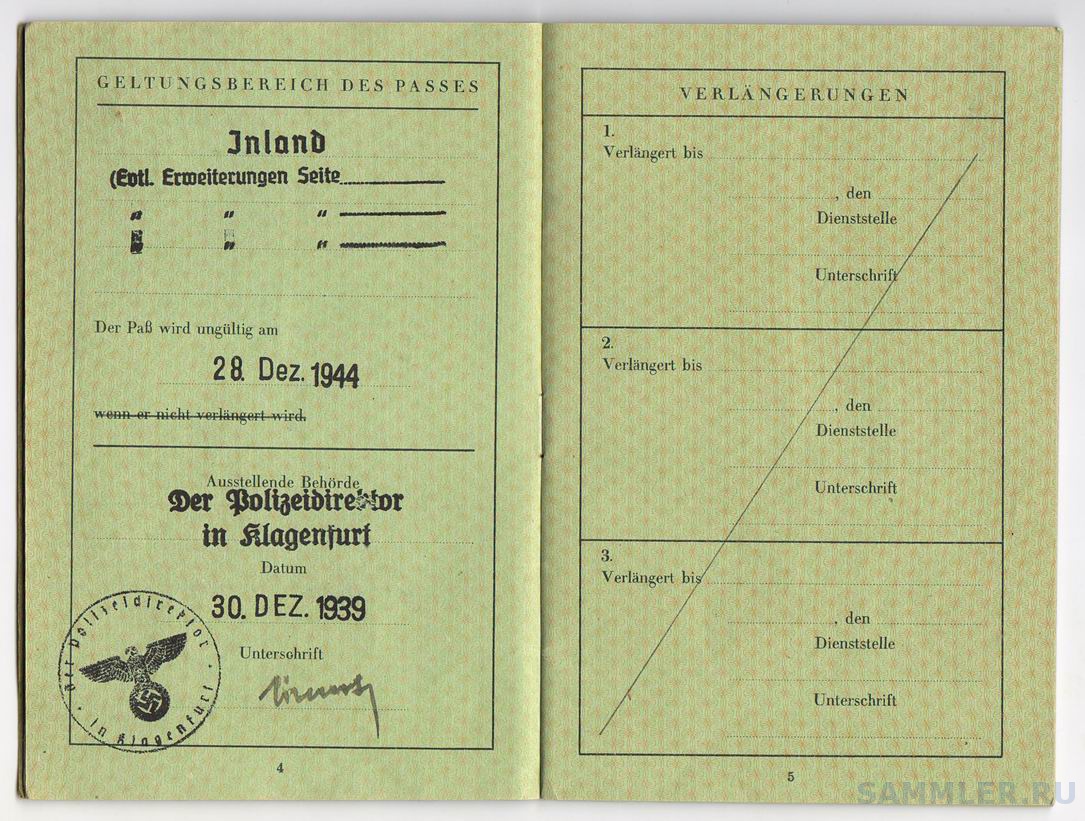 GELTUNGSBEREICH DES PASSES
Inland
(Evtl. Erweiterungen Seite
" " "
" " "
Der Paß wird ungültig am
28. Dez. 1944
wenn er nicht verlängert wird.
Ausstellende Behörde
Der Polizeidirektor
in Klagenfurt
Datum
30. DEZ. 1939
Unterschrift
der Polizeidirektor
in Klagenfurt
4
VERLÄNGERUNGEN
1.
Verlängert bis
, den
Dienststelle
Unterschrift
2.
Verlängert bis
, den
Dienststelle
Unterschrift
3.
Verlängert bis
, den
Dienststelle
Unterschrift
5
SAMMLER.RU